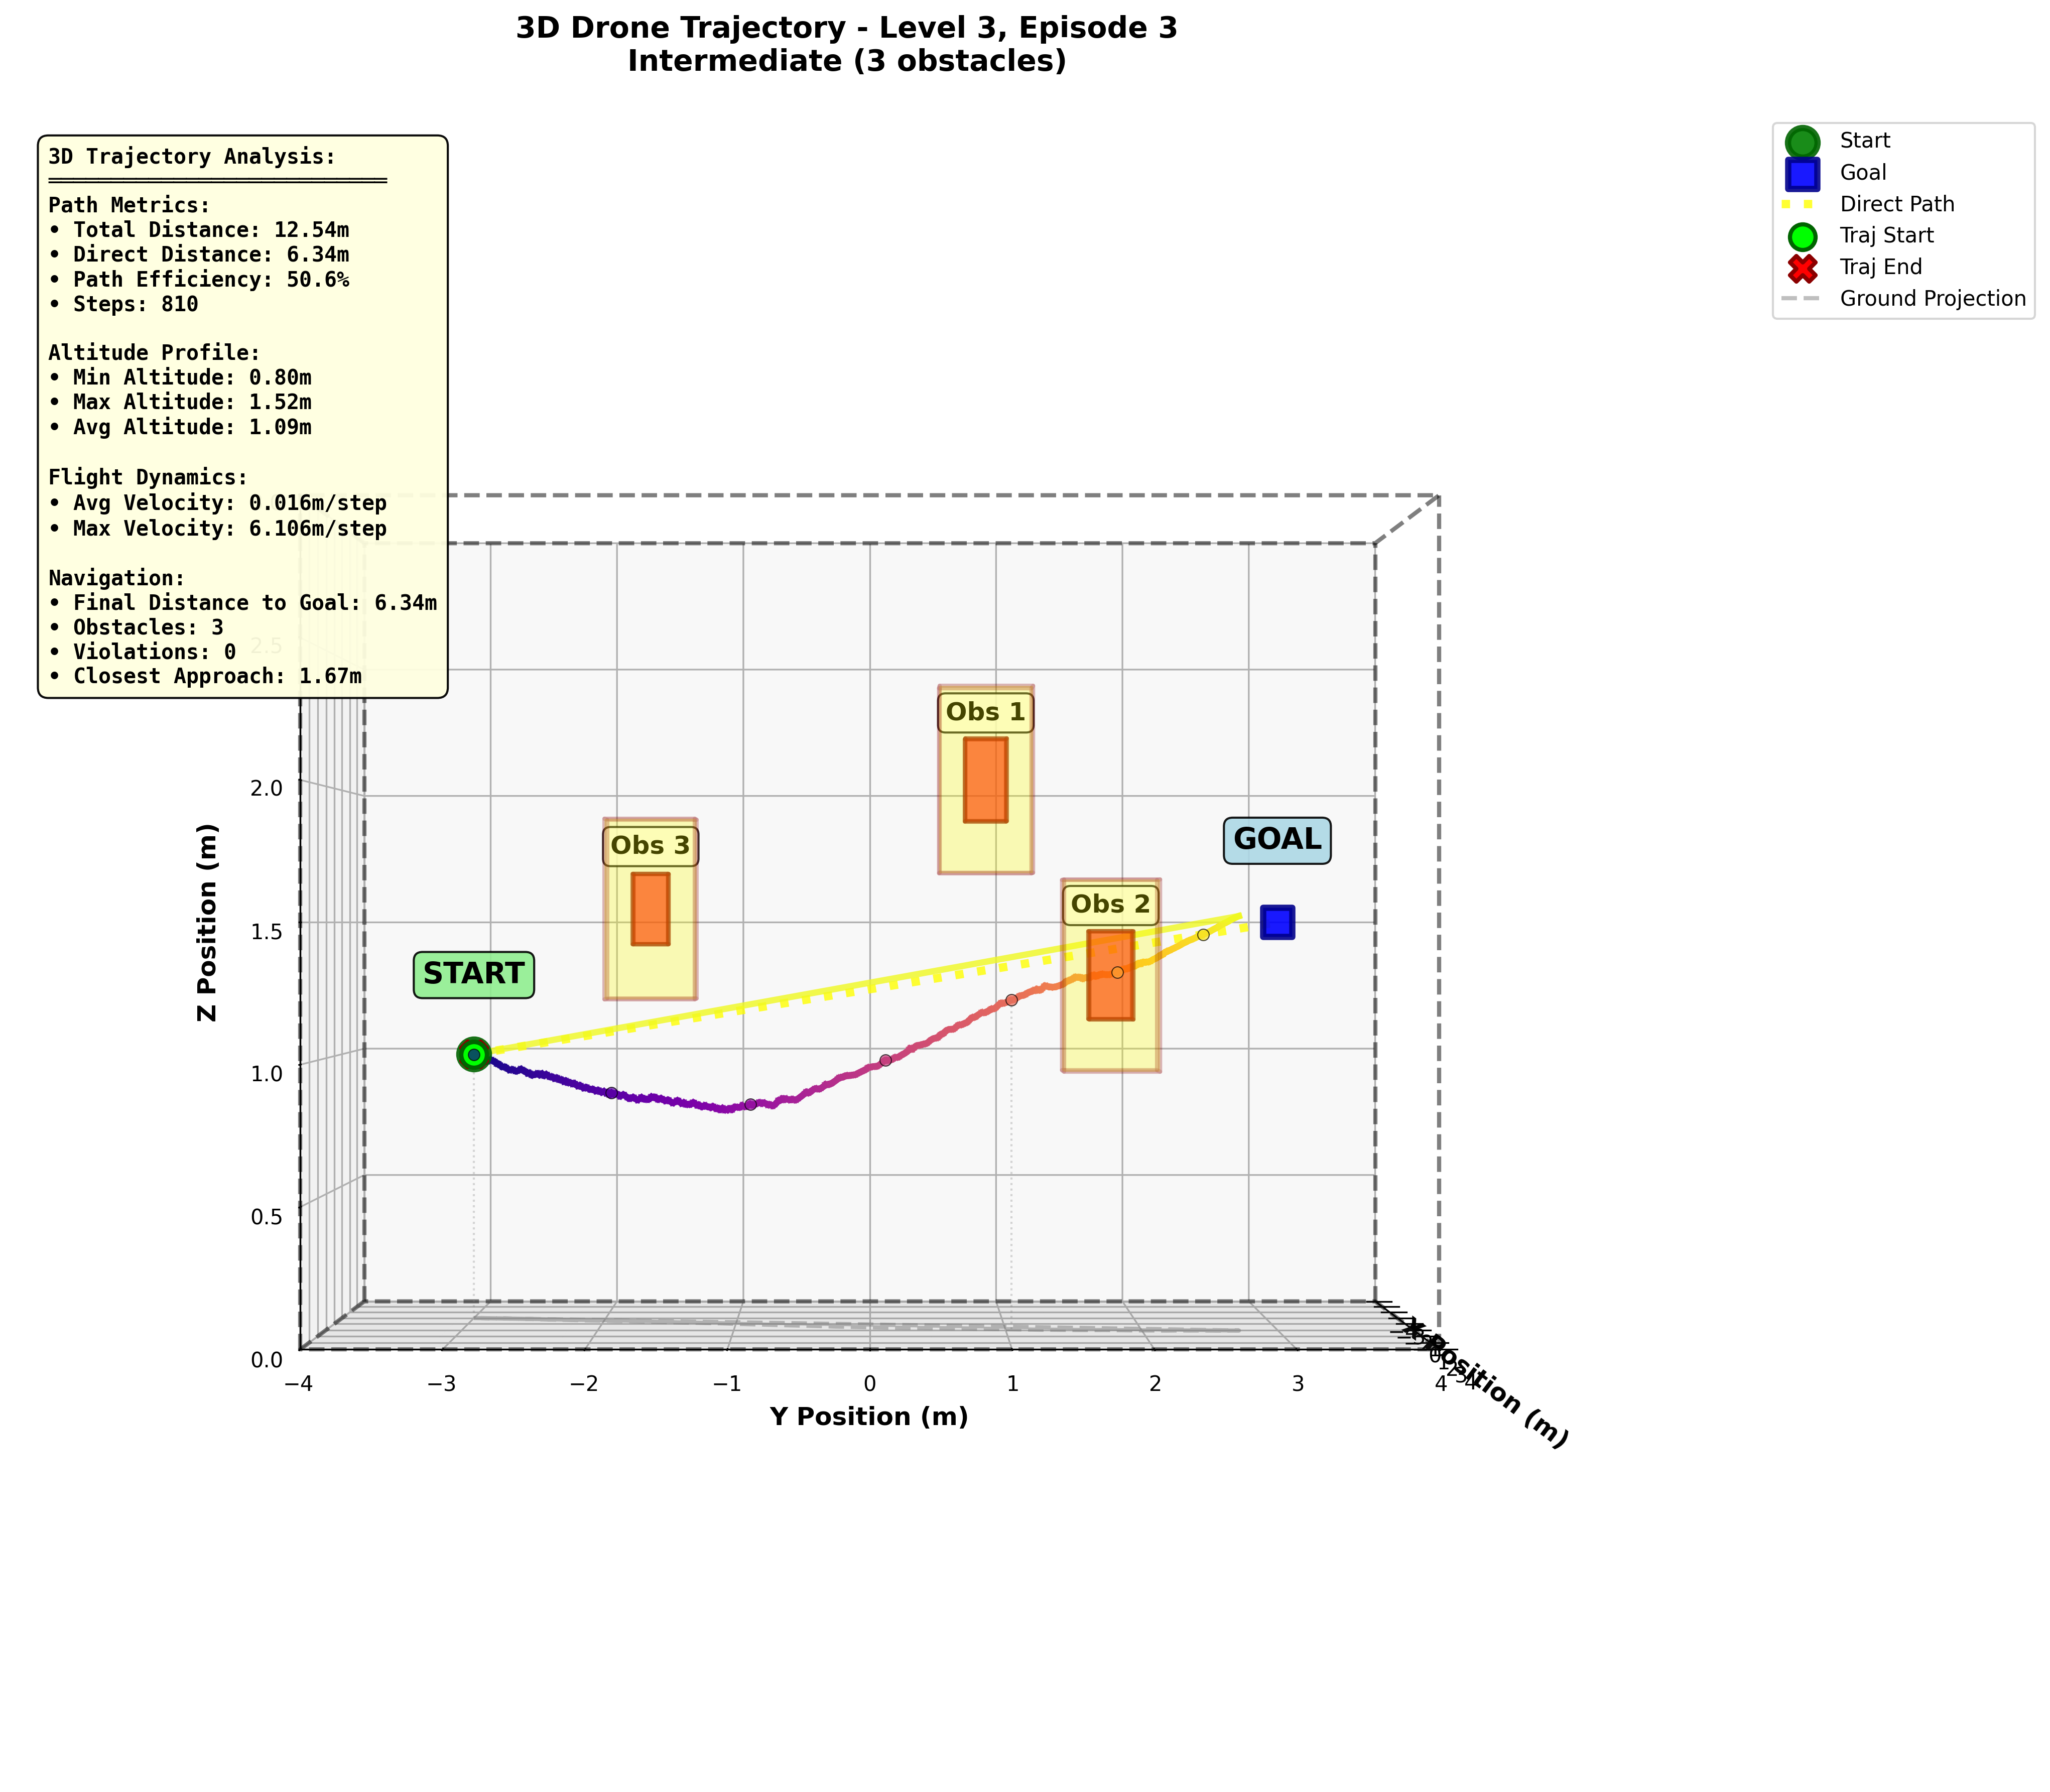 3D Drone Trajectory - Level 3, Episode 3
Intermediate (3 obstacles)
3D Trajectory Analysis:
Path Metrics:
• Total Distance: 12.54m
• Direct Distance: 6.34m
• Path Efficiency: 50.6%
• Steps: 810
Altitude Profile:
• Min Altitude: 0.80m
• Max Altitude: 1.52m
• Avg Altitude: 1.09m
Flight Dynamics:
• Avg Velocity: 0.016m/step
• Max Velocity: 6.106m/step
Navigation:
• Final Distance to Goal: 6.34m
• Obstacles: 3
• Violations: 0
• Closest Approach: 1.67m
Start
Goal
Direct Path
Traj Start
Traj End
Ground Projection
2.5
2.0
1.5
1.0
0.5
0.0
Z Position (m)
Obs 1
Obs 3
GOAL
Obs 2
START
−4 −3 −2 −1 0 1 2 3 4
Y Position (m)
X Position (m)